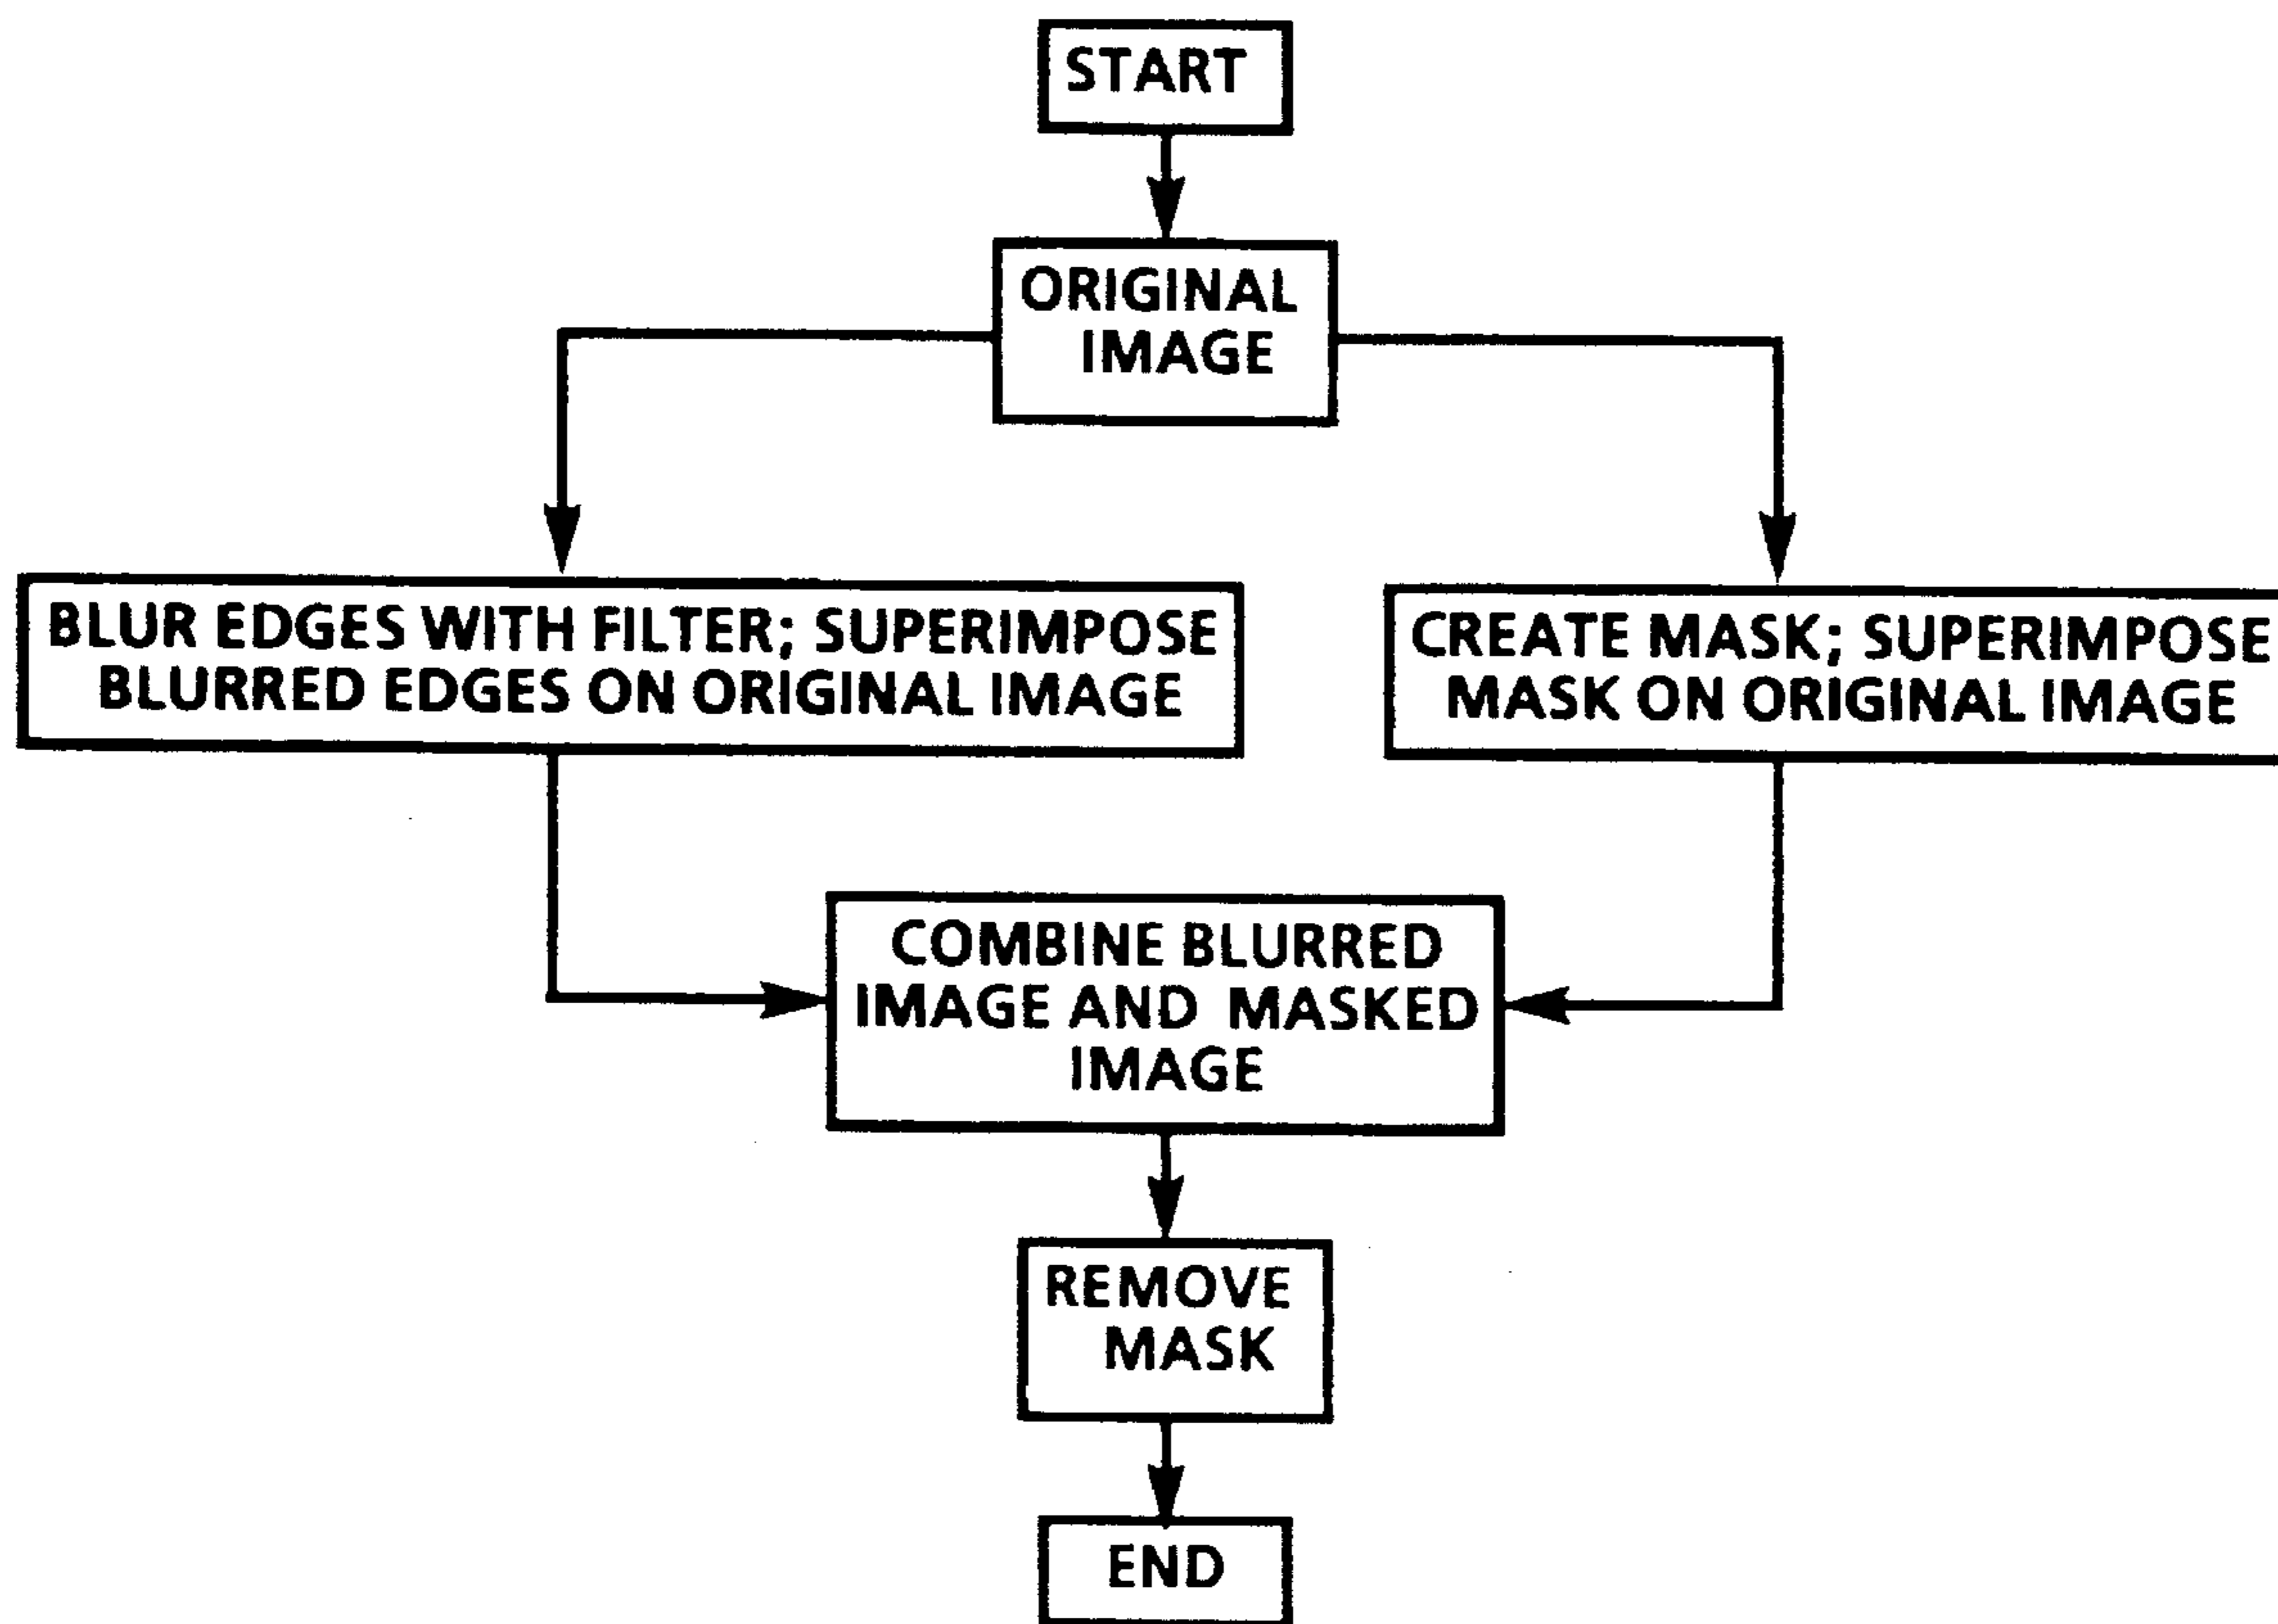 START
ORIGINAL
IMAGE
BLUR EDGES WITH FILTER; SUPERIMPOSE
BLURRED EDGES ON ORIGINAL IMAGE
CREATE MASK; SUPERIMPOSE
MASK ON ORIGINAL IMAGE
COMBINE BLURRED
IMAGE AND MASKED
IMAGE
REMOVE
MASK
END